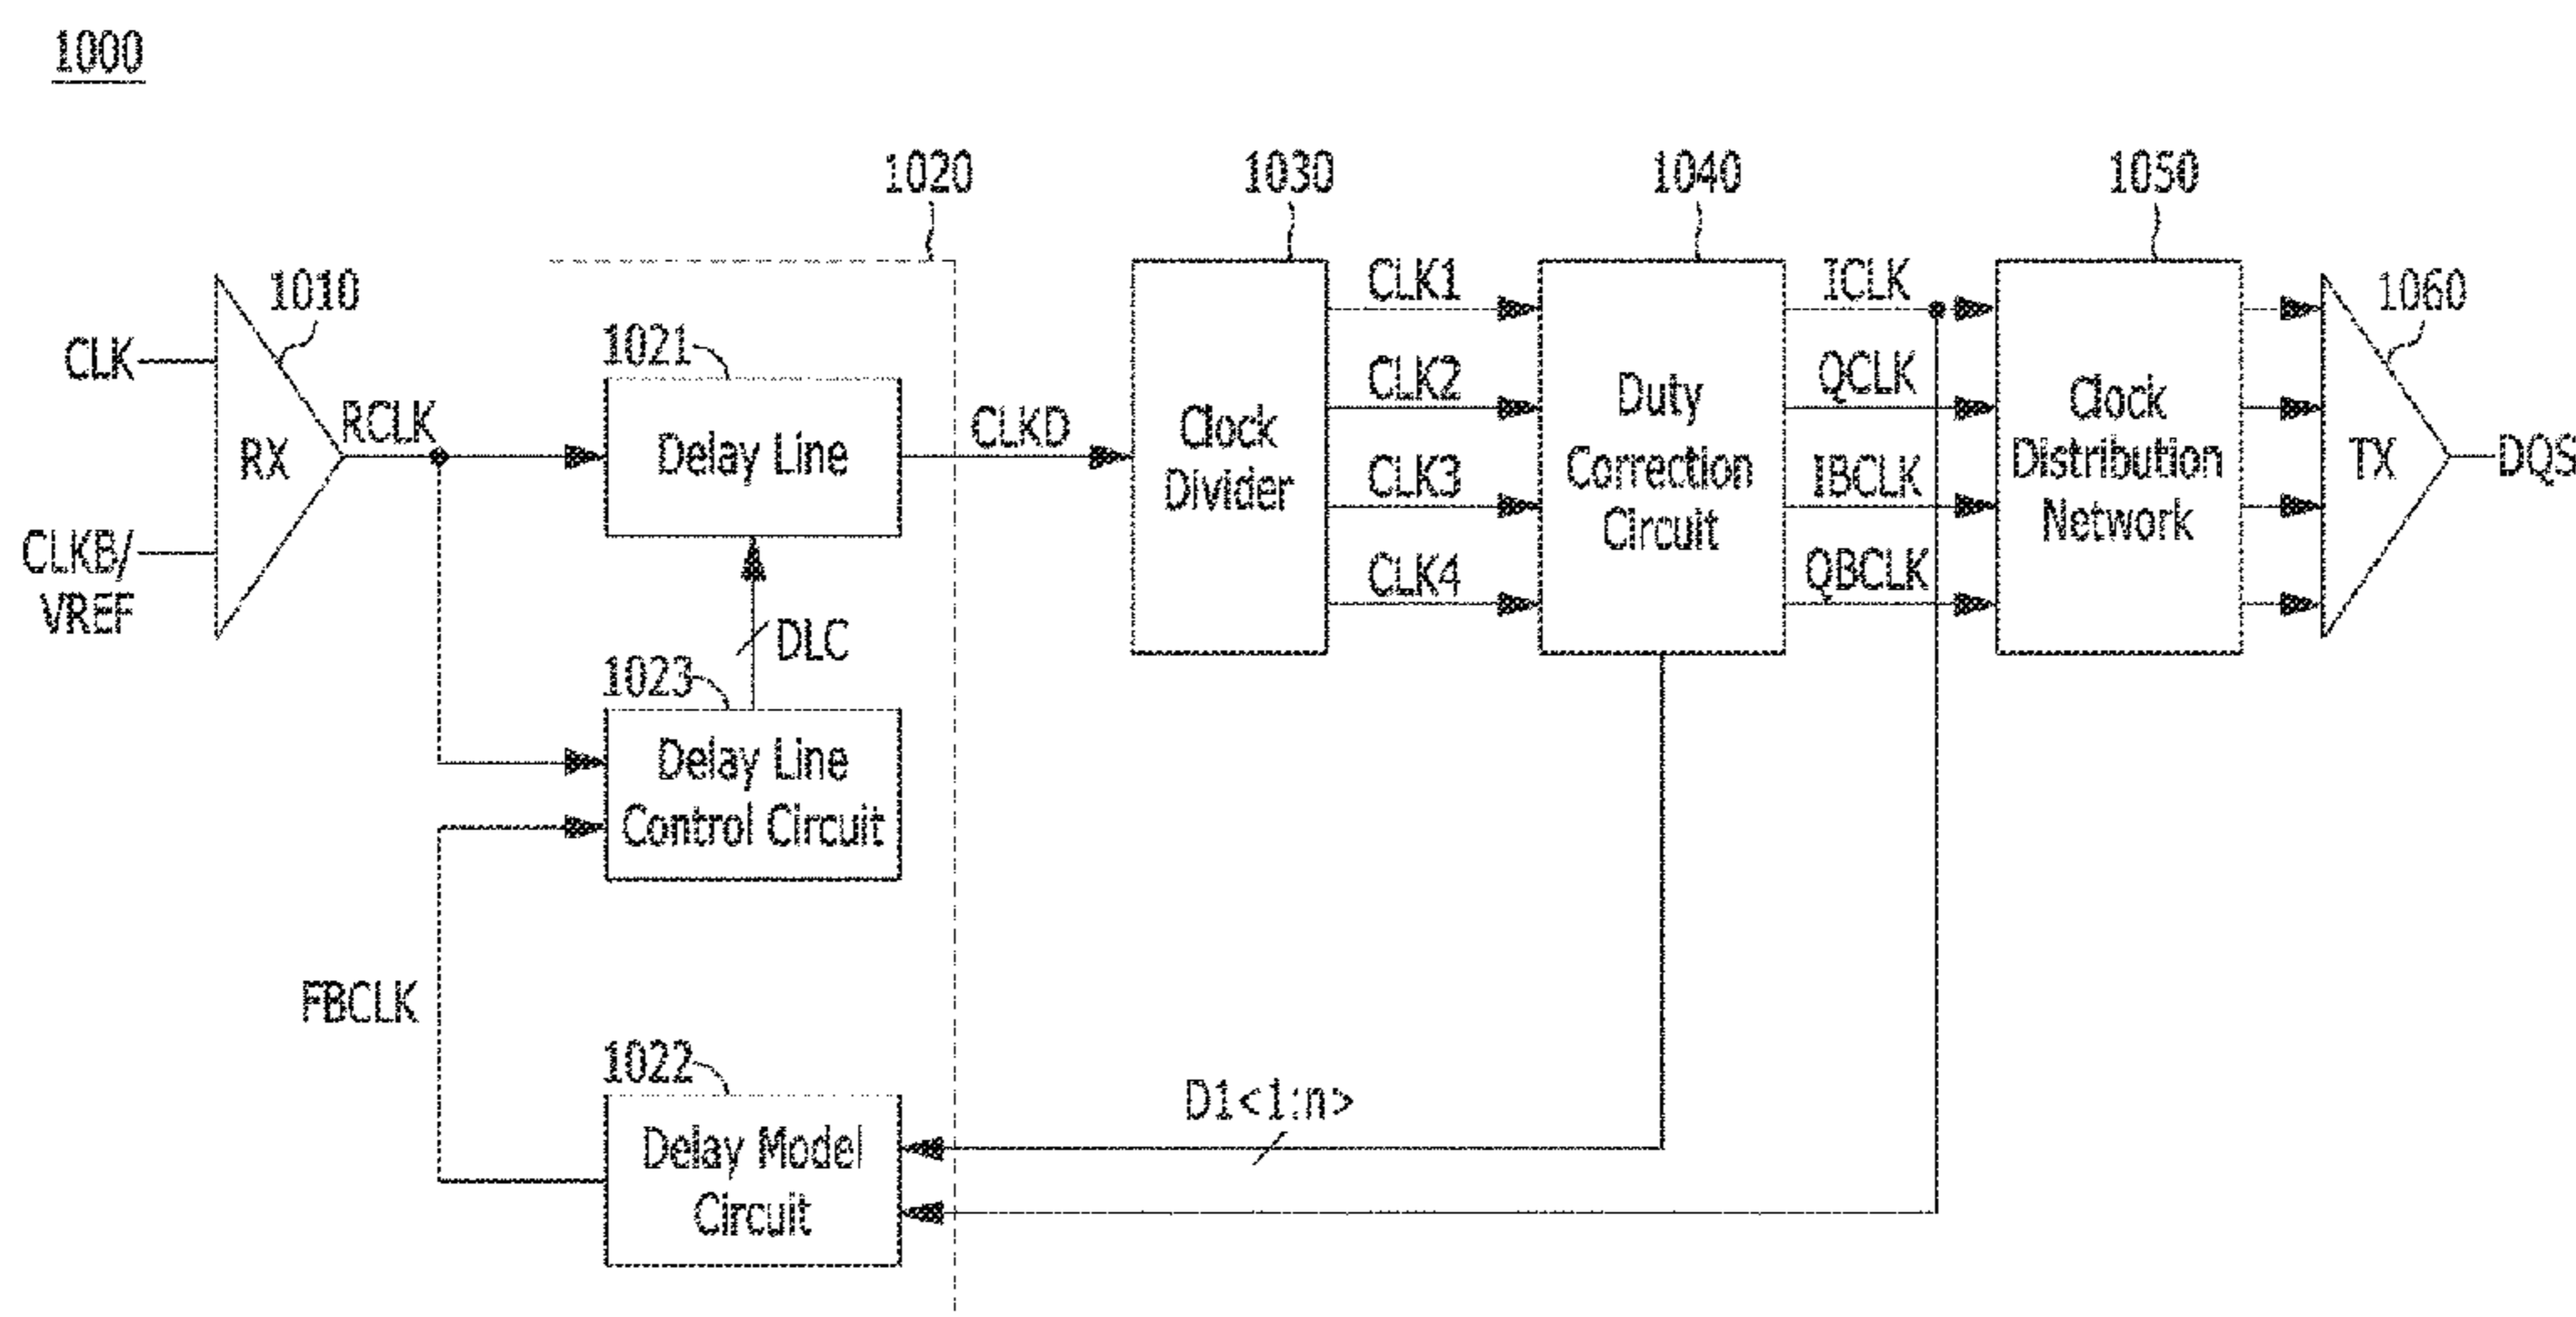 1000
1020
1030
1040
1050
1010
1060
CLK
RX
CLKB/
VREF
RCLK
1021
Delay Line
CLKD
Clock
Divider
CLK1
CLK2
CLK3
CLK4
Duty
Correction
Circuit
ICLK
QCLK
IBCLK
QBCLK
Clock
Distribution
Network
TX
DQS
DLC
1023
Delay Line
Control Circuit
FBCLK
1022
Delay Model
Circuit
D1<1:n>